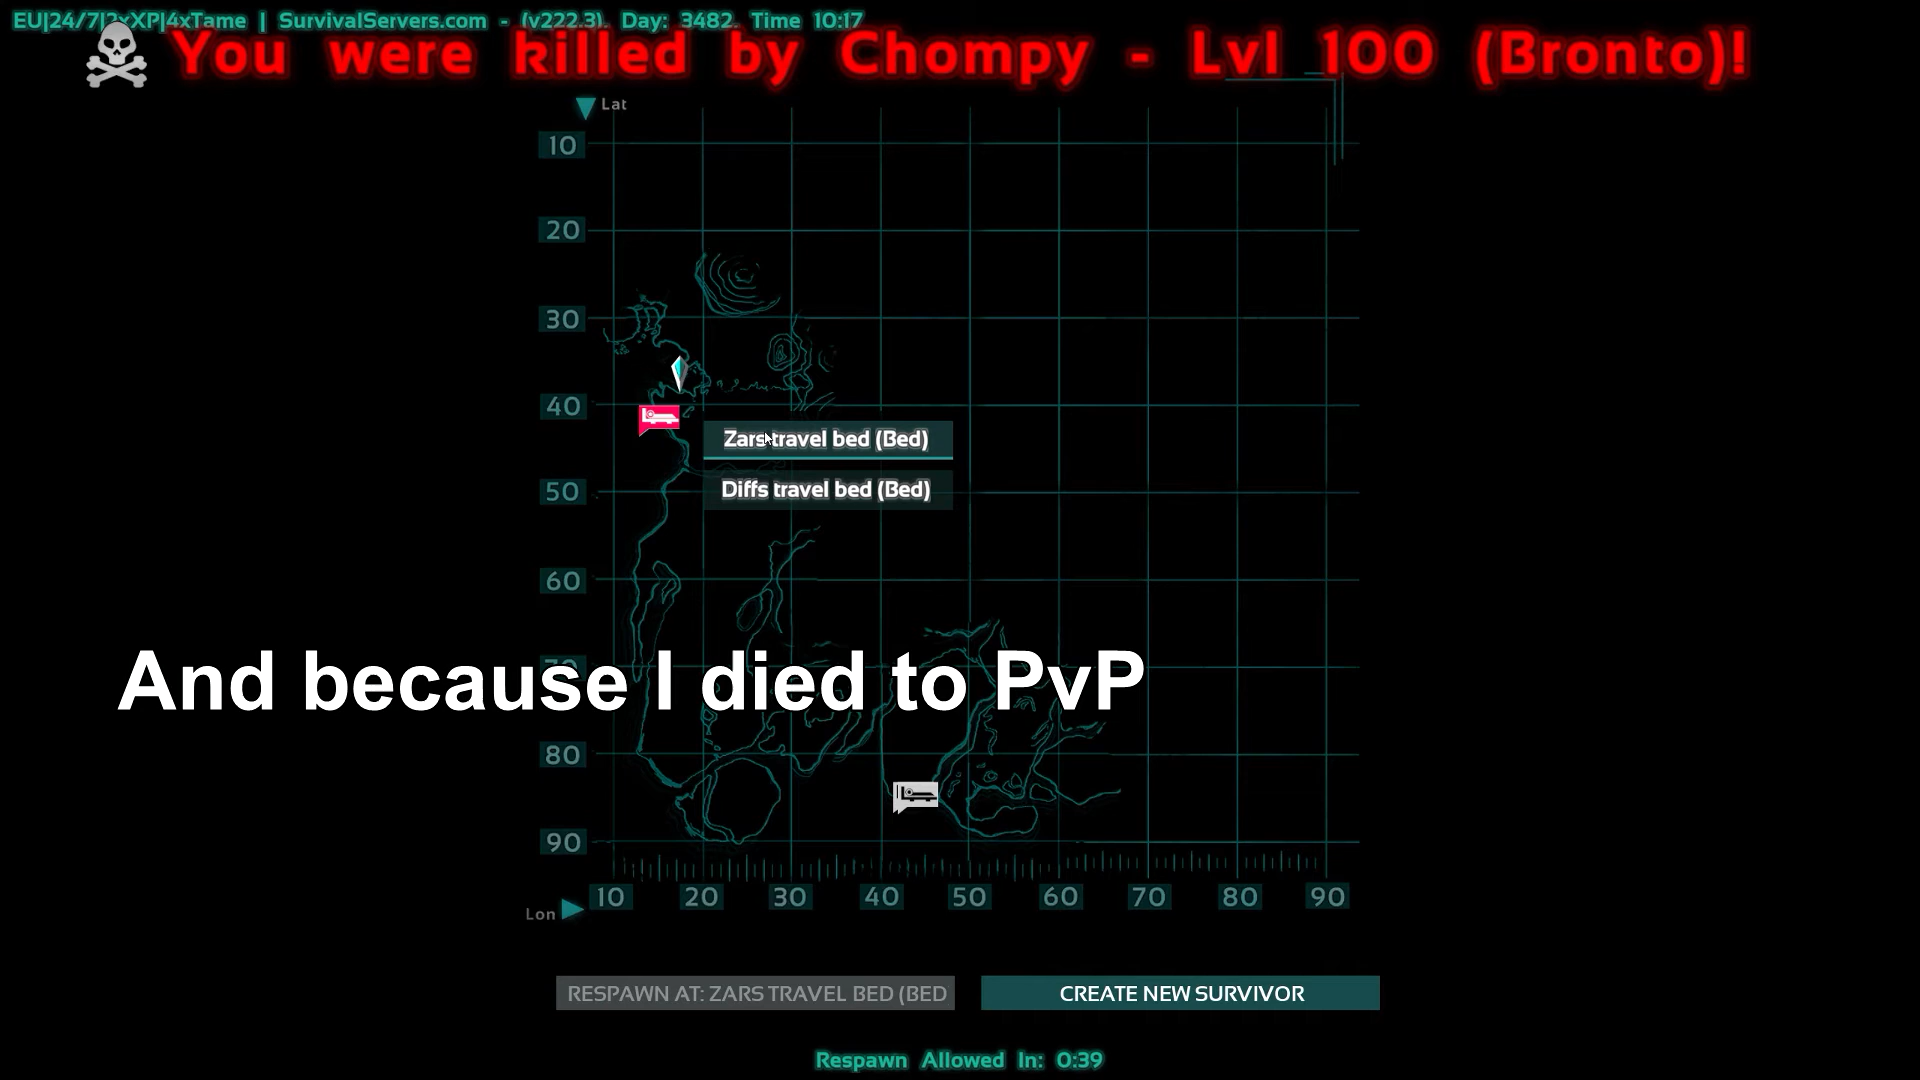 EU|24/7|2xXP|4xTame | SurvivalServers.com - (v222.3). Day: 3482. Time 10:17
You were killed by Chompy - Lvl 100 (Bronto)!
Lat
10
20
30
40
Zars travel bed (Bed)
Diffs travel bed (Bed)
50
60
And because I died to PvP
70
80
90
10 20 30 40 50 60 70 80 90
Lon
RESPAWN AT: ZARS TRAVEL BED (BED
CREATE NEW SURVIVOR
Respawn Allowed In: 0:39